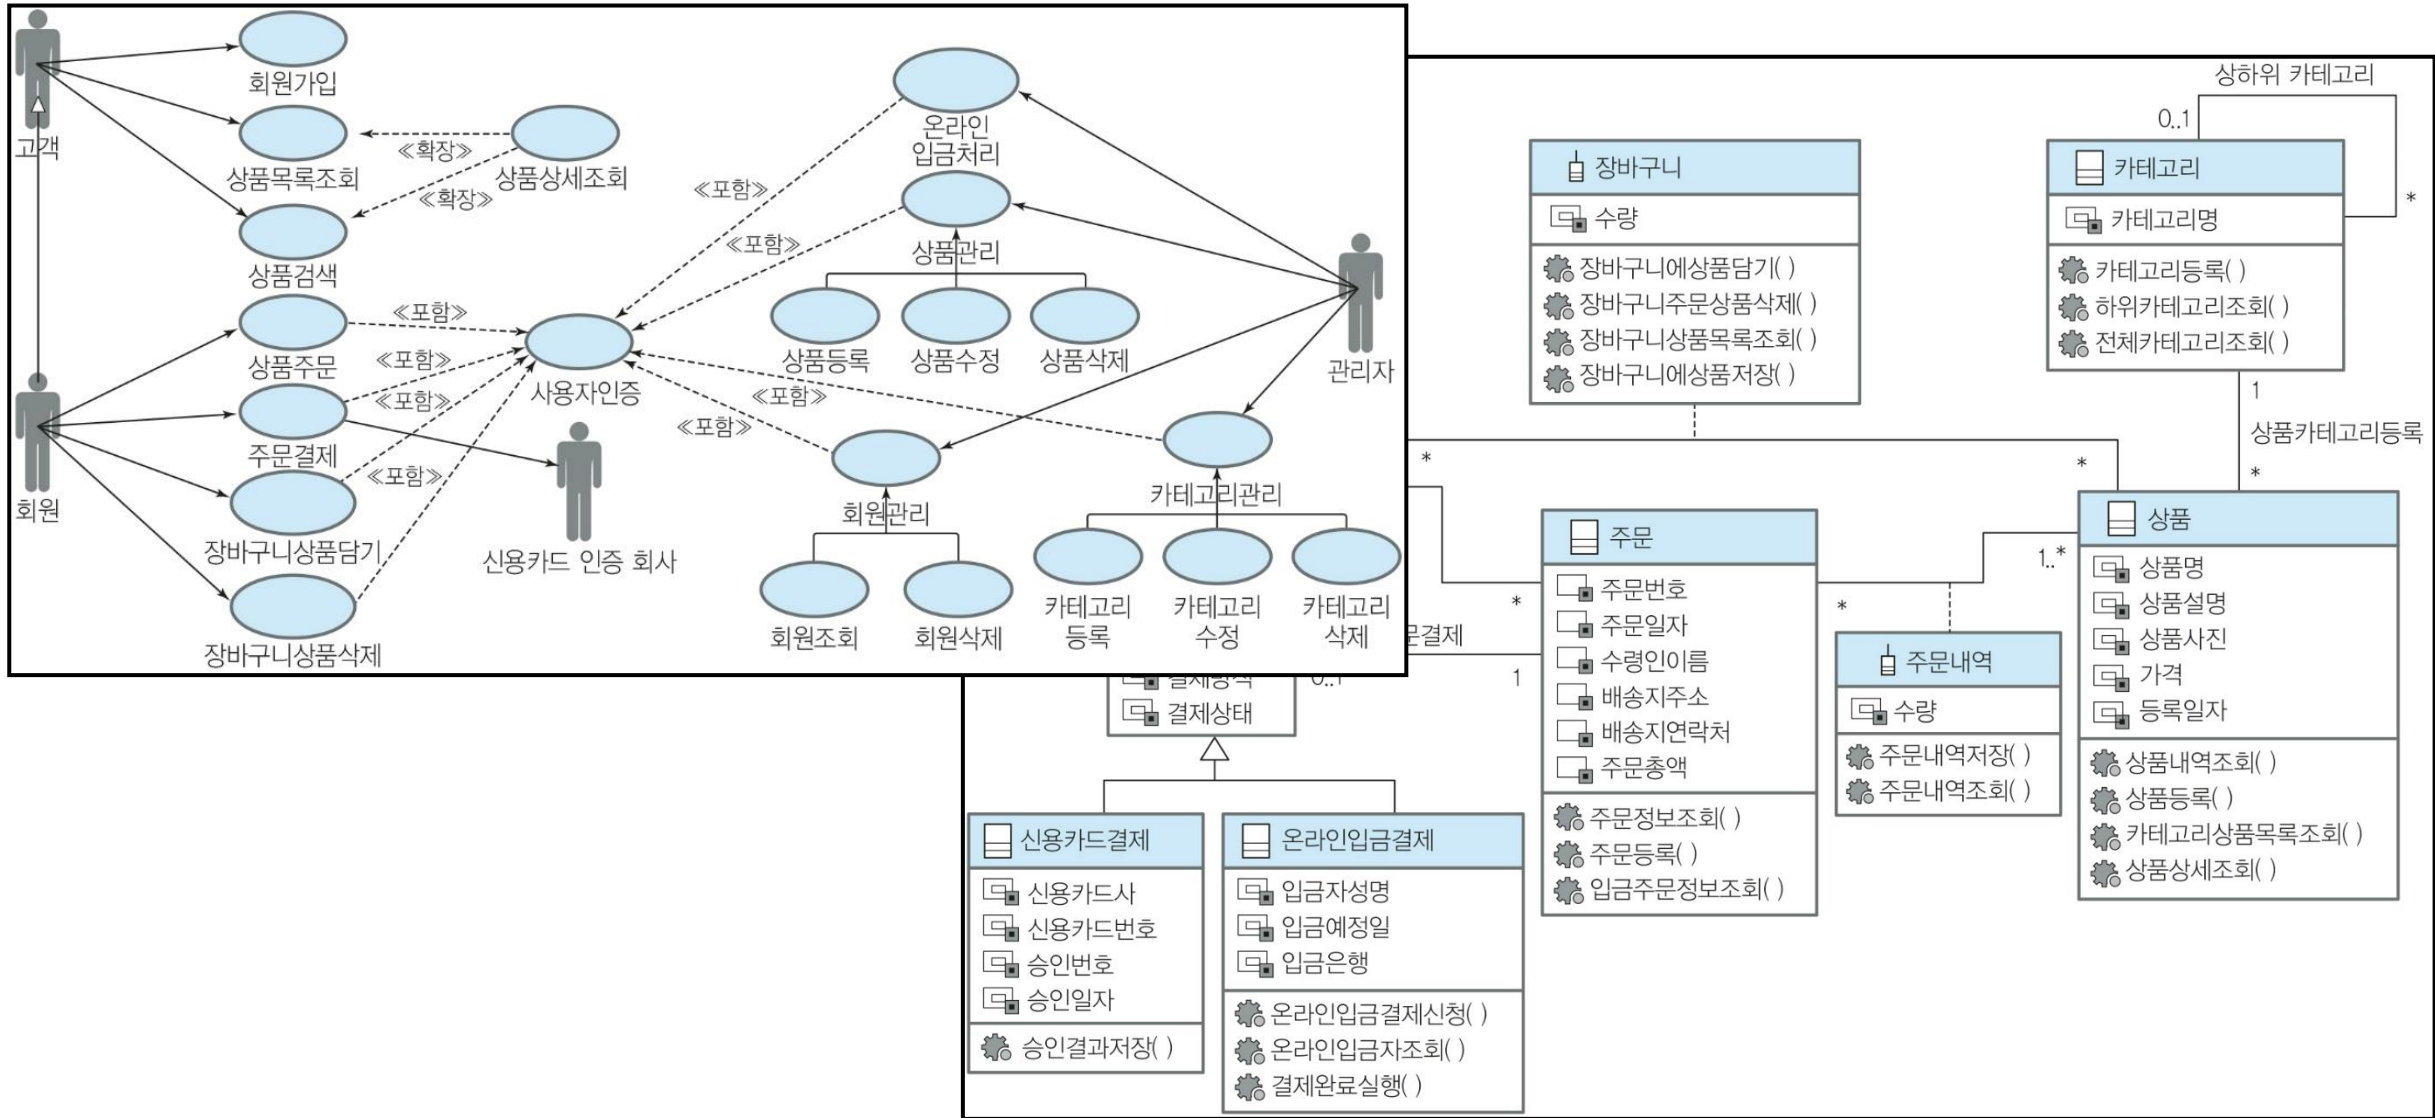 고객
회원가입
상품목록조회
≪확장≫
상품상세조회
≪확장≫
상품검색
온라인
입금처리
≪포함≫
상품관리
≪포함≫
상품등록
상품수정
상품삭제
관리자
상품주문
≪포함≫
사용자인증
주문결제
≪포함≫
≪포함≫
≪포함≫
≪포함≫
≪포함≫
회원
장바구니상품담기
장바구니상품삭제
신용카드 인증 회사
회원관리
회원조회
회원삭제
카테고리관리
카테고리
등록
카테고리
수정
카테고리
삭제
상하위 카테고리
0..1
*
장바구니
수량
장바구니에상품담기( )
장바구니주문상품삭제( )
장바구니상품목록조회( )
장바구니에상품저장( )
카테고리
카테고리명
카테고리등록( )
하위카테고리조회( )
전체카테고리조회( )
1
상품카테고리등록
*
*
*
주문
주문번호
주문일자
수령인이름
배송지주소
배송지연락처
주문총액
주문정보조회( )
주문등록( )
입금주문정보조회( )
*
문결제
1
*
1..*
주문내역
수량
주문내역저장( )
주문내역조회( )
상품
상품명
상품설명
상품사진
가격
등록일자
상품내역조회( )
상품등록( )
카테고리상품목록조회( )
상품상세조회( )
결제상태
신용카드결제
신용카드사
신용카드번호
승인번호
승인일자
승인결과저장( )
온라인입금결제
입금자성명
입금예정일
입금은행
온라인입금결제신청( )
온라인입금자조회( )
결제완료실행( )